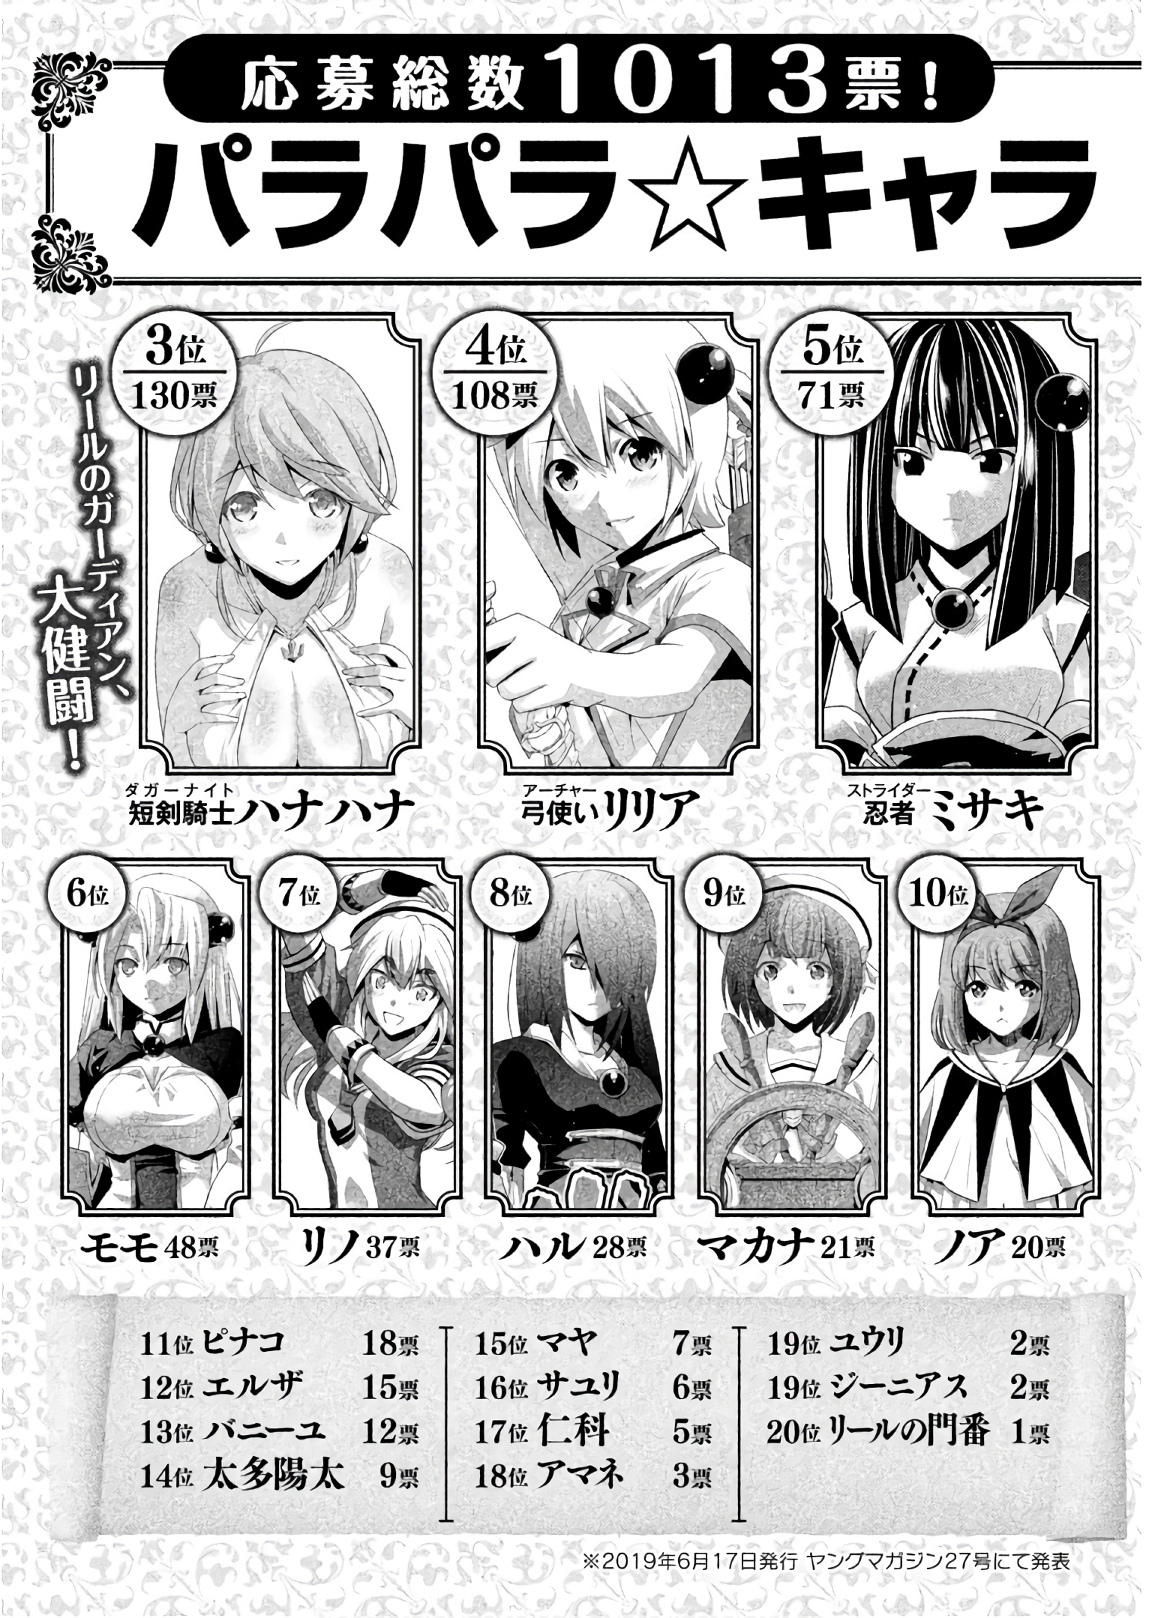 応募総数1013票!
パラパラ☆キャラ
リールのガーディアン、
大健闘!
3位
130票
ダガーナイト
短剣騎士ハナハナ
4位
108票
アーチャー
弓使いリリア
5位
71票
ストライダー
忍者ミサキ
6位
モモ48票
7位
リノ37票
8位
ハル28票
9位
マカナ21票
10位
ノア20票
11位 ピナコ 18票
12位 エルザ 15票
13位 バニーユ 12票
14位 太多陽太 9票
15位 マヤ 7票
16位 サユリ 6票
17位 仁科 5票
18位 アマネ 3票
19位 ユウリ 2票
19位 ジーニアス 2票
20位 リールの門番 1票
※2019年6月17日発行 ヤングマガジン27号にて発表